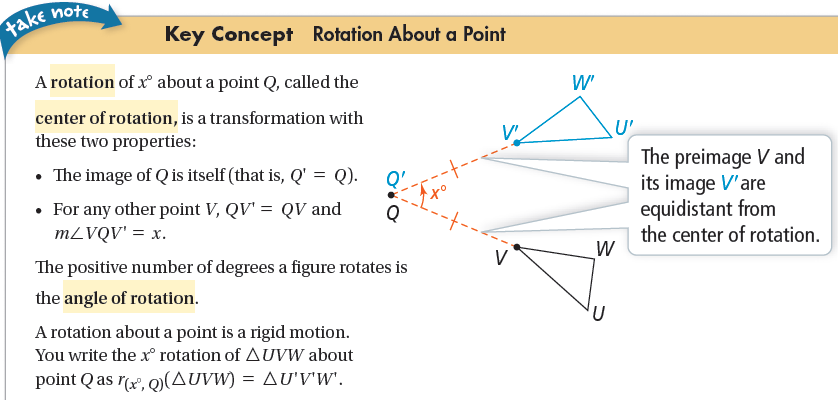 take note
Key Concept Rotation About a Point
A rotation of x° about a point Q, called the
center of rotation, is a transformation with
these two properties:
• The image of Q is itself (that is, Q' = Q).
• For any other point V, QV' = QV and
m∠VQV' = x.
The positive number of degrees a figure rotates is
the angle of rotation.
A rotation about a point is a rigid motion.
You write the x° rotation of △UVW about
point Q as r(x°, Q)(△UVW) = △U'V'W'.
W'
V'
U'
Q'
x°
Q
V
W
U
The preimage V and
its image V' are
equidistant from
the center of rotation.